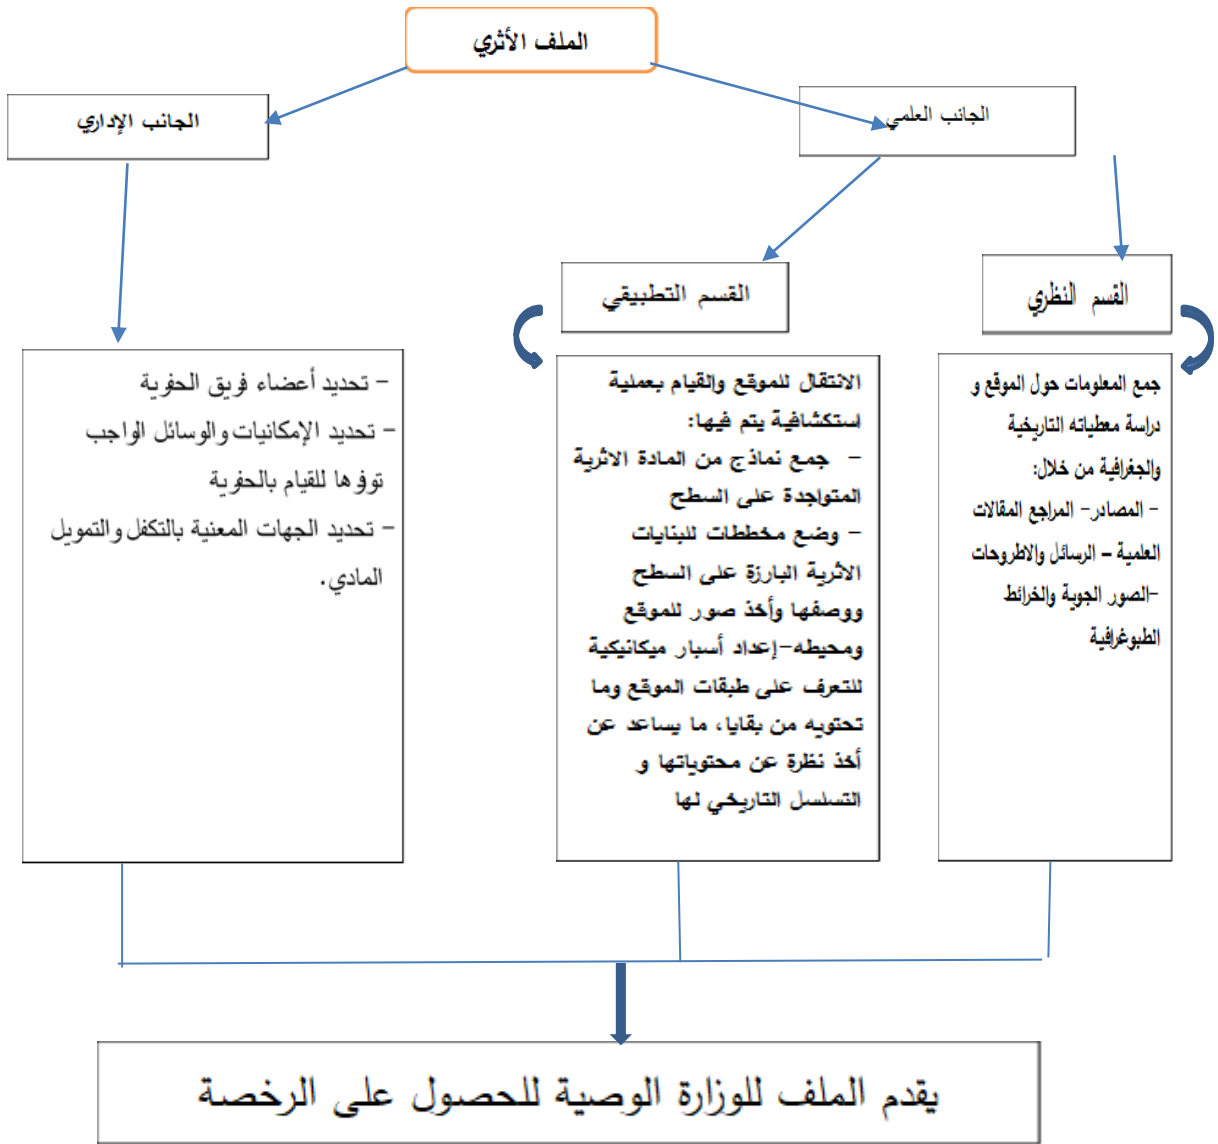 الملف الأثري
الجانب العلمي
الجانب الإداري
القسم النظري
القسم التطبيقي
جمع المعلومات حول الموقع و
دراسة معطياته التاريخية
والجغرافية من خلال:
- المصادر- المراجع المقالات
العلمية – الرسائل والاطروحات
-الصور الجوية والخرائط
الطبوغرافية
الانتقال للموقع والقيام بعملية
استكشافية يتم فيها:
- جمع نماذج من المادة الاثرية
المتواجدة على السطح
- وضع مخططات للبنايات
الاثرية البارزة على السطح
ووصفها وأخذ صور للموقع
ومحيطه-إعداد أسبار ميكانيكية
للتعرف على طبقات الموقع وما
تحتويه من بقايا، ما يساعد عن
أخذ نظرة عن محتوياتها و
التسلسل التاريخي لها
- تحديد أعضاء فريق الحفرية
- تحديد الإمكانيات والوسائل الواجب
توفرها للقيام بالحفرية
- تحديد الجهات المعنية بالتكفل والتمويل
المادي.
يقدم الملف للوزارة الوصية للحصول على الرخصة